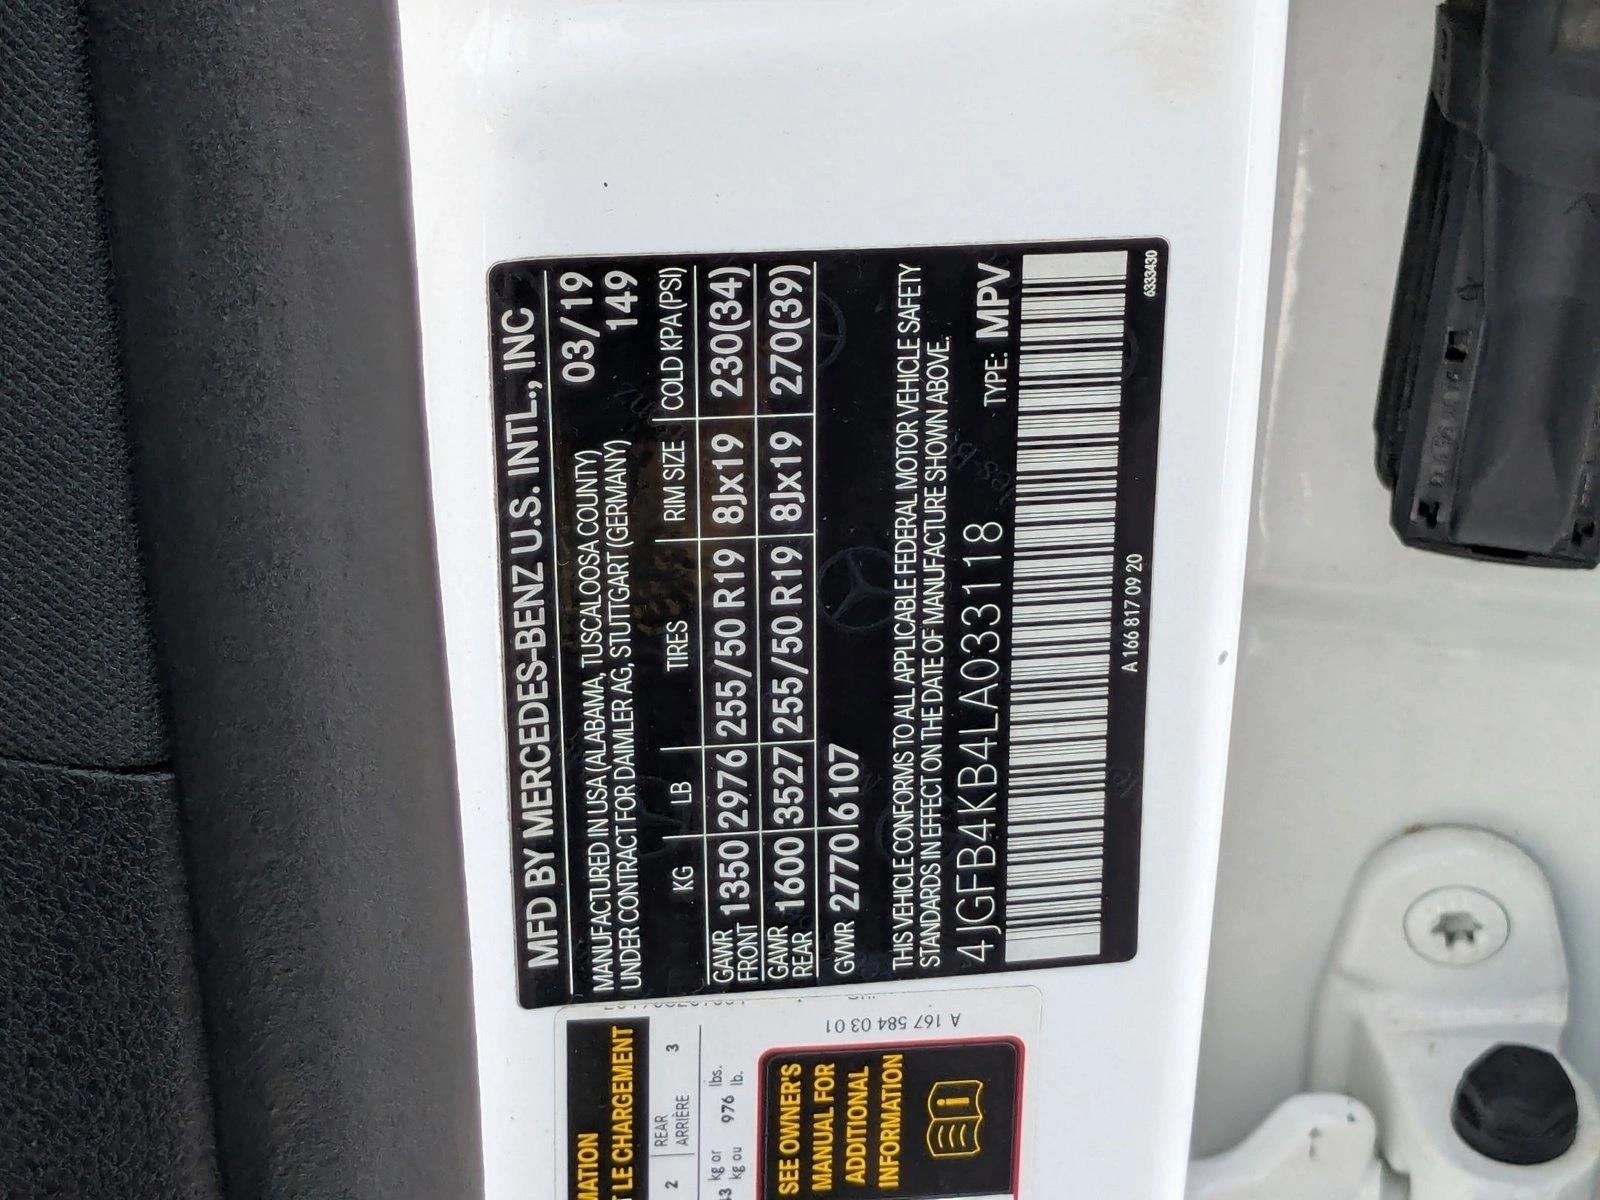 MFD BY MERCEDES-BENZ U.S. INTL., INC
MANUFACTURED IN USA (ALABAMA, TUSCALOOSA COUNTY) 03/19
UNDER CONTRACT FOR DAIMLER AG, STUTTGART (GERMANY) 149
KG LB TIRES RIM SIZE COLD KPA (PSI)
GAWR FRONT 1350 2976 255/50 R19 8Jx19 230(34)
GAWR REAR 1600 3527 255/50 R19 8Jx19 270(39)
GVWR 2770 6107
THIS VEHICLE CONFORMS TO ALL APPLICABLE FEDERAL MOTOR VEHICLE SAFETY
STANDARDS IN EFFECT ON THE DATE OF MANUFACTURE SHOWN ABOVE.
4JGFB4KB4LA033118 TYPE: MPV
A 166 817 09 20 6333430
A 167 584 03 01
LE CHARGEMENT
2 REAR 3
ARRIÈRE
kg or 976 lbs.
kg ou lb.
SEE OWNER'S
MANUAL FOR
ADDITIONAL
INFORMATION